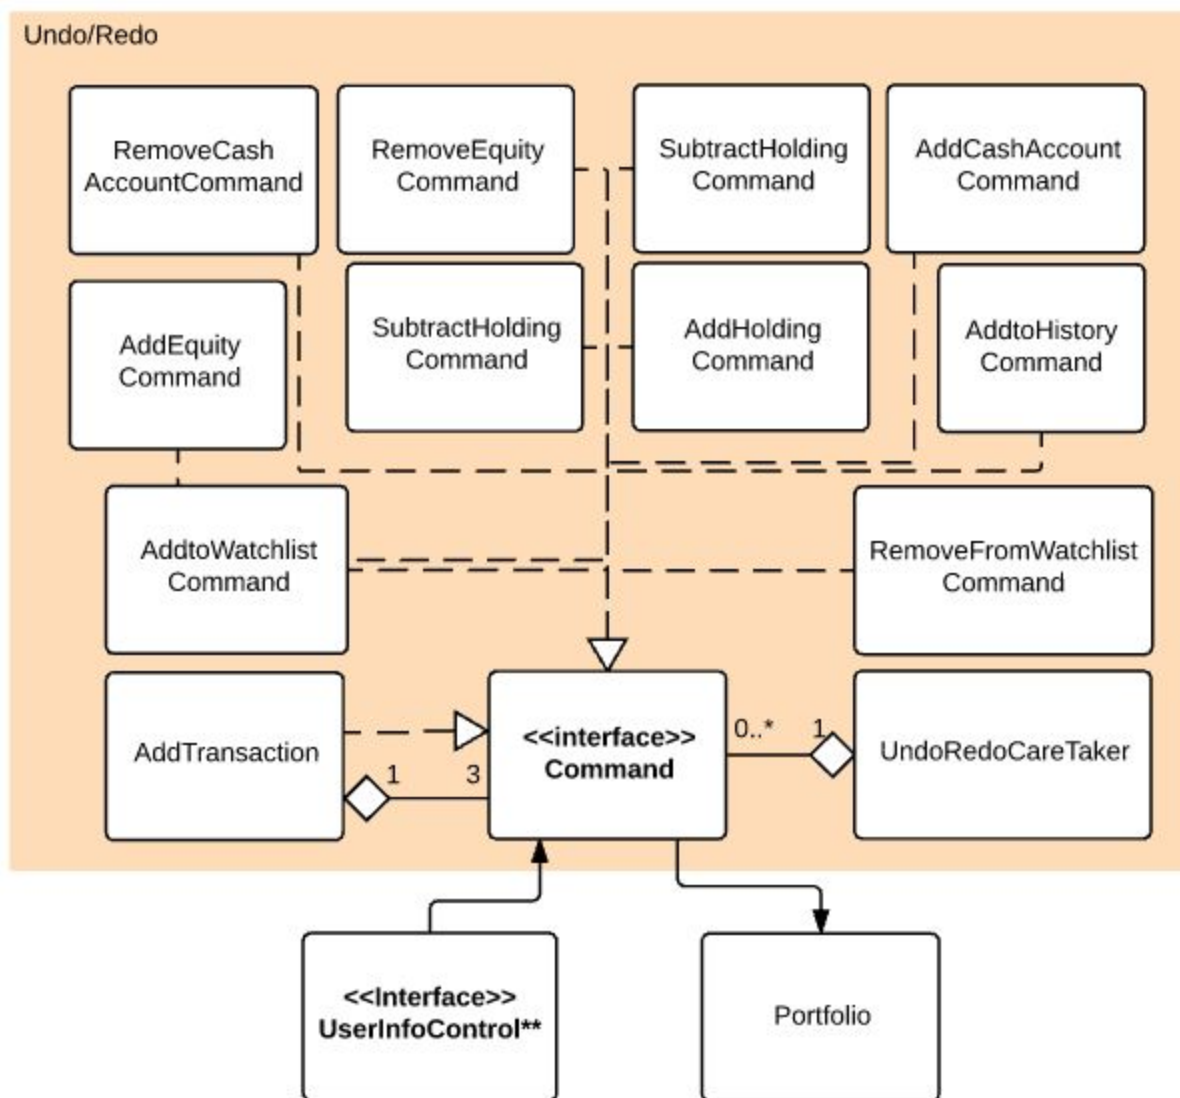 Undo/Redo
RemoveCash
AccountCommand
RemoveEquity
Command
SubtractHolding
Command
AddCashAccount
Command
AddEquity
Command
SubtractHolding
Command
AddHolding
Command
AddtoHistory
Command
AddtoWatchlist
Command
RemoveFromWatchlist
Command
AddTransaction
1
3
<<interface>>
Command
0..*
1
UndoRedoCareTaker
<<Interface>>
UserInfoControl**
Portfolio